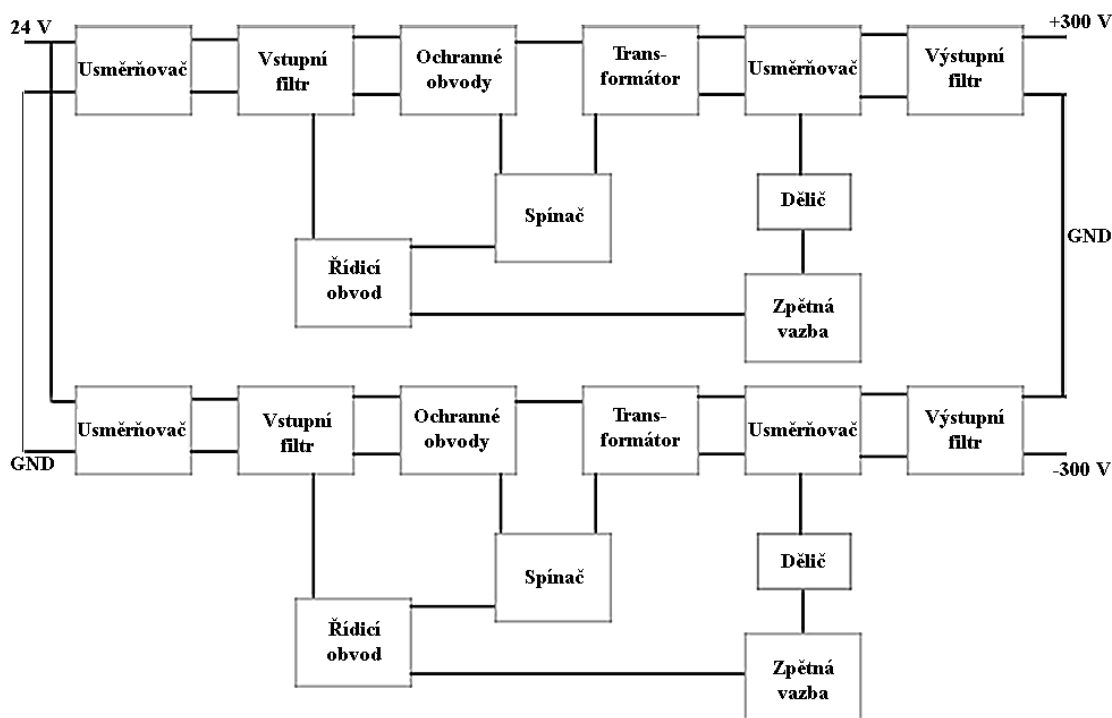 24 V
+300 V
Usměrňovač
Vstupní
filtr
Ochranné
obvody
Trans-
formátor
Usměrňovač
Výstupní
filtr
Spínač
Dělič
GND
Řídicí
obvod
Zpětná
vazba
Usměrňovač
Vstupní
filtr
Ochranné
obvody
Trans-
formátor
Usměrňovač
Výstupní
filtr
GND
-300 V
Spínač
Dělič
Řídicí
obvod
Zpětná
vazba